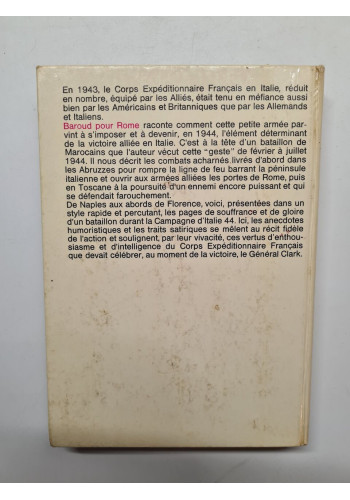 En 1943, le Corps Expéditionnaire Français en Italie, réduit
en nombre, équipé par les Alliés, était tenu en méfiance aussi
bien par les Américains et Britanniques que par les Allemands
et Italiens.
Baroud pour Rome raconte comment cette petite armée par-
vint à s'imposer et à devenir, en 1944, l'élément déterminant
de la victoire alliée en Italie. C'est à la tête d'un bataillon de
Marocains que l'auteur vécut cette "geste" de février à juillet
1944. Il nous décrit les combats acharnés livrés d'abord dans
les Abruzzes pour rompre la ligne de feu barrant la péninsule
italienne et ouvrir aux armées alliées les portes de Rome, puis
en Toscane à la poursuite d'un ennemi encore puissant et qui
se défendait farouchement.
De Naples aux abords de Florence, voici, présentées dans un
style rapide et percutant, les pages de souffrance et de gloire
d'un bataillon durant la Campagne d'Italie 44. Ici, les anecdotes
humoristiques et les traits satiriques se mêlent au récit fidèle
de l'action et soulignent, par leur vivacité, ces vertus d'enthou-
siasme et d'intelligence du Corps Expéditionnaire Français
que devait célébrer, au moment de la victoire, le Général Clark.